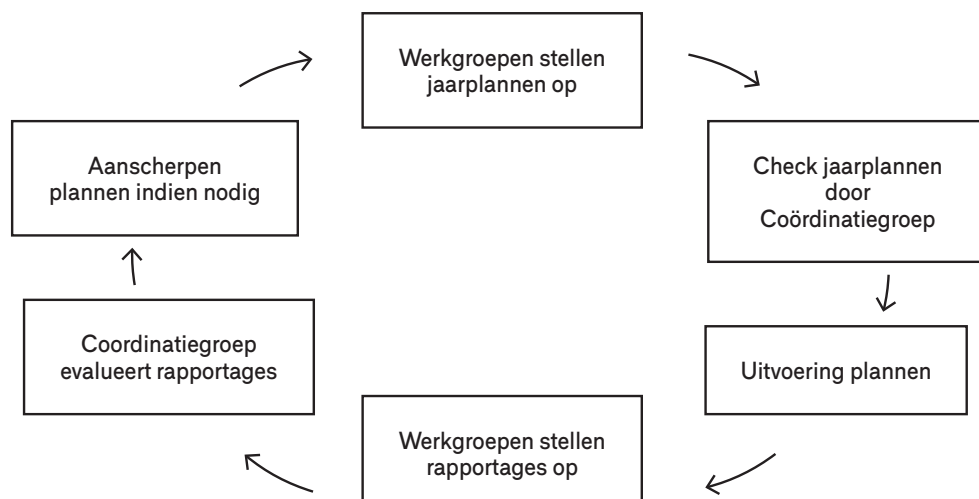 Werkgroepen stellen
jaarplannen op
Check jaarplannen
door
Coördinatiegroep
Uitvoering plannen
Werkgroepen stellen
rapportages op
Coordinatiegroep
evalueert rapportages
Aanscherpen
plannen indien nodig